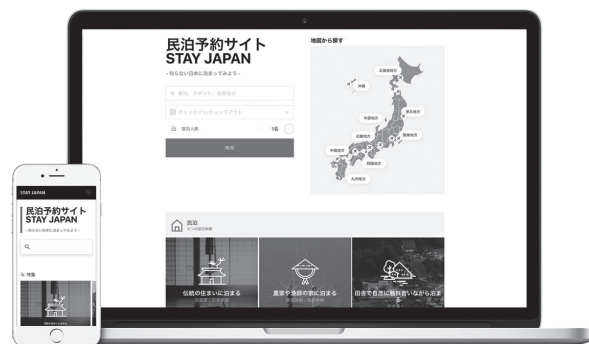 民泊予約サイト
STAY JAPAN
- 知らない日本に泊まってみよう -
都市、スポット、住所など
チェックイン/チェックアウト
宿泊人数
1名
検索
地図から探す
北海道地方
沖縄
東北地方
中部地方
関東地方
近畿地方
中国地方
四国地方
九州地方
民泊
伝統の住まいに泊まる
農家や漁師の家に泊まる
田舎で自然に触れ合いながら泊まる
STAY JAPAN
民泊予約サイト
STAY JAPAN
- 知らない日本に泊まってみよう -
特集